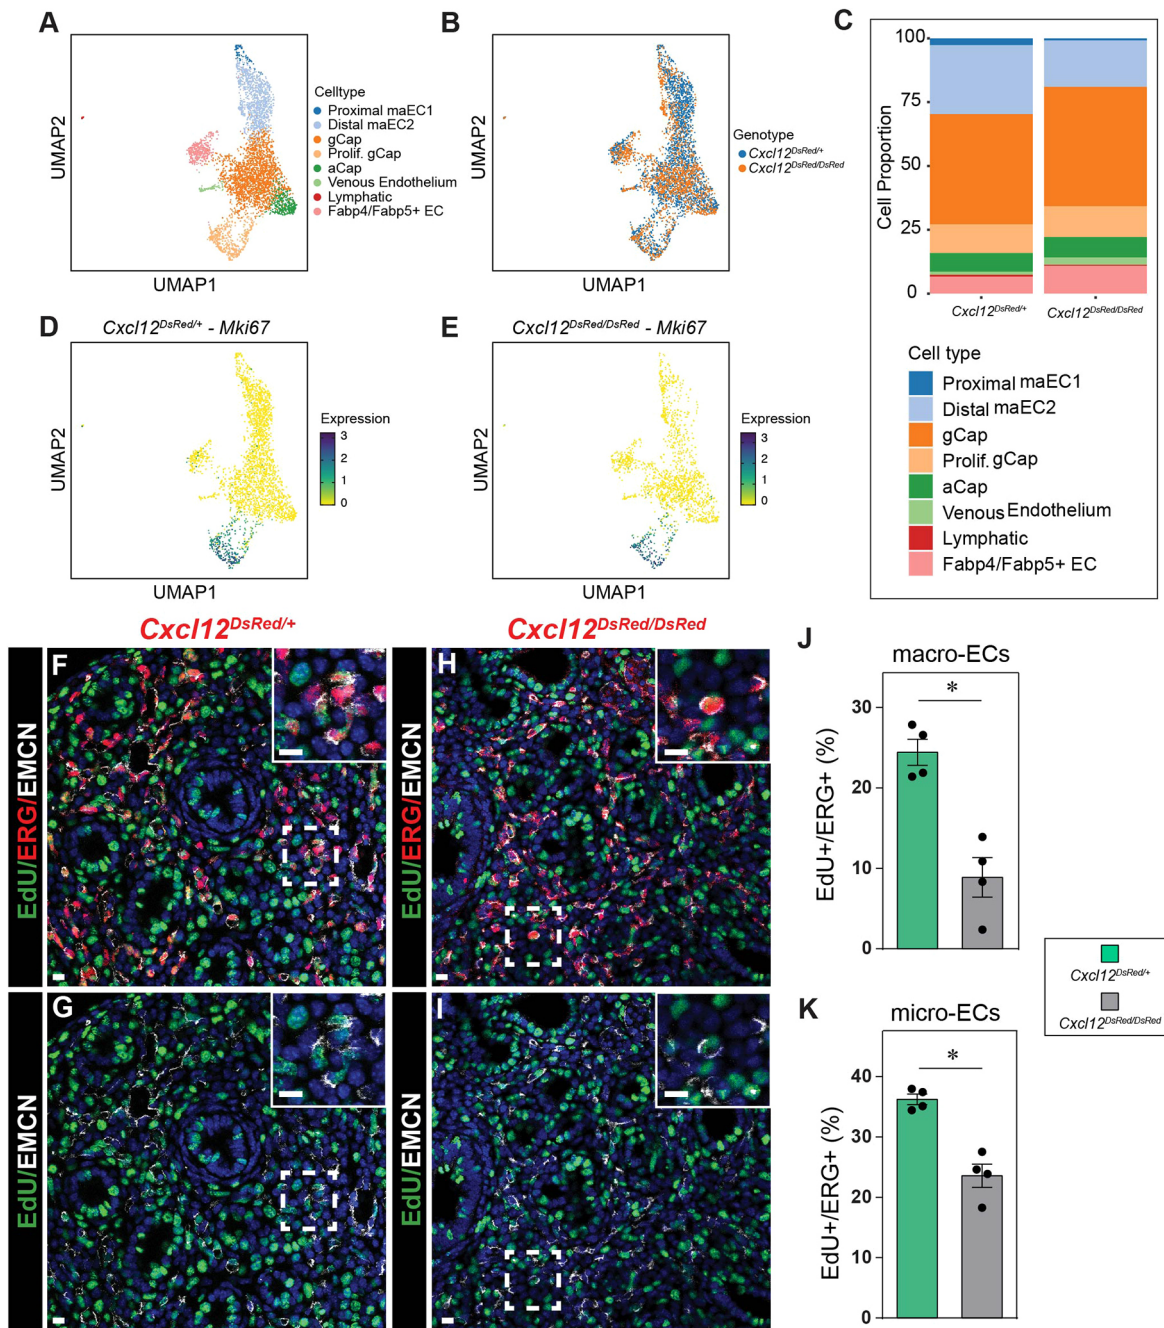 A
UMAP2
UMAP1
Celltype
Proximal maEC1
Distal maEC2
gCap
Prolif. gCap
aCap
Venous Endothelium
Lymphatic
Fabp4/Fabp5+ EC
B
UMAP2
UMAP1
Genotype
Cxcl12DsRed/+
Cxcl12DsRed/DsRed
C
Cell Proportion
100
75
50
25
0
Cxcl12DsRed/+
Cxcl12DsRed/DsRed
Cell type
Proximal maEC1
Distal maEC2
gCap
Prolif. gCap
aCap
Venous Endothelium
Lymphatic
Fabp4/Fabp5+ EC
D
Cxcl12DsRed/+ - Mki67
UMAP2
UMAP1
Expression
3
2
1
0
E
Cxcl12DsRed/DsRed - Mki67
UMAP2
UMAP1
Expression
3
2
1
0
Cxcl12DsRed/+
Cxcl12DsRed/DsRed
EdU/ERG/EMCN
F
EdU/ERG/EMCN
H
EdU/EMCN
G
EdU/EMCN
I
J
macro-ECs
*
EdU+/ERG+ (%)
30
20
10
0
K
micro-ECs
*
EdU+/ERG+ (%)
40
30
20
10
0
Cxcl12DsRed/+
Cxcl12DsRed/DsRed